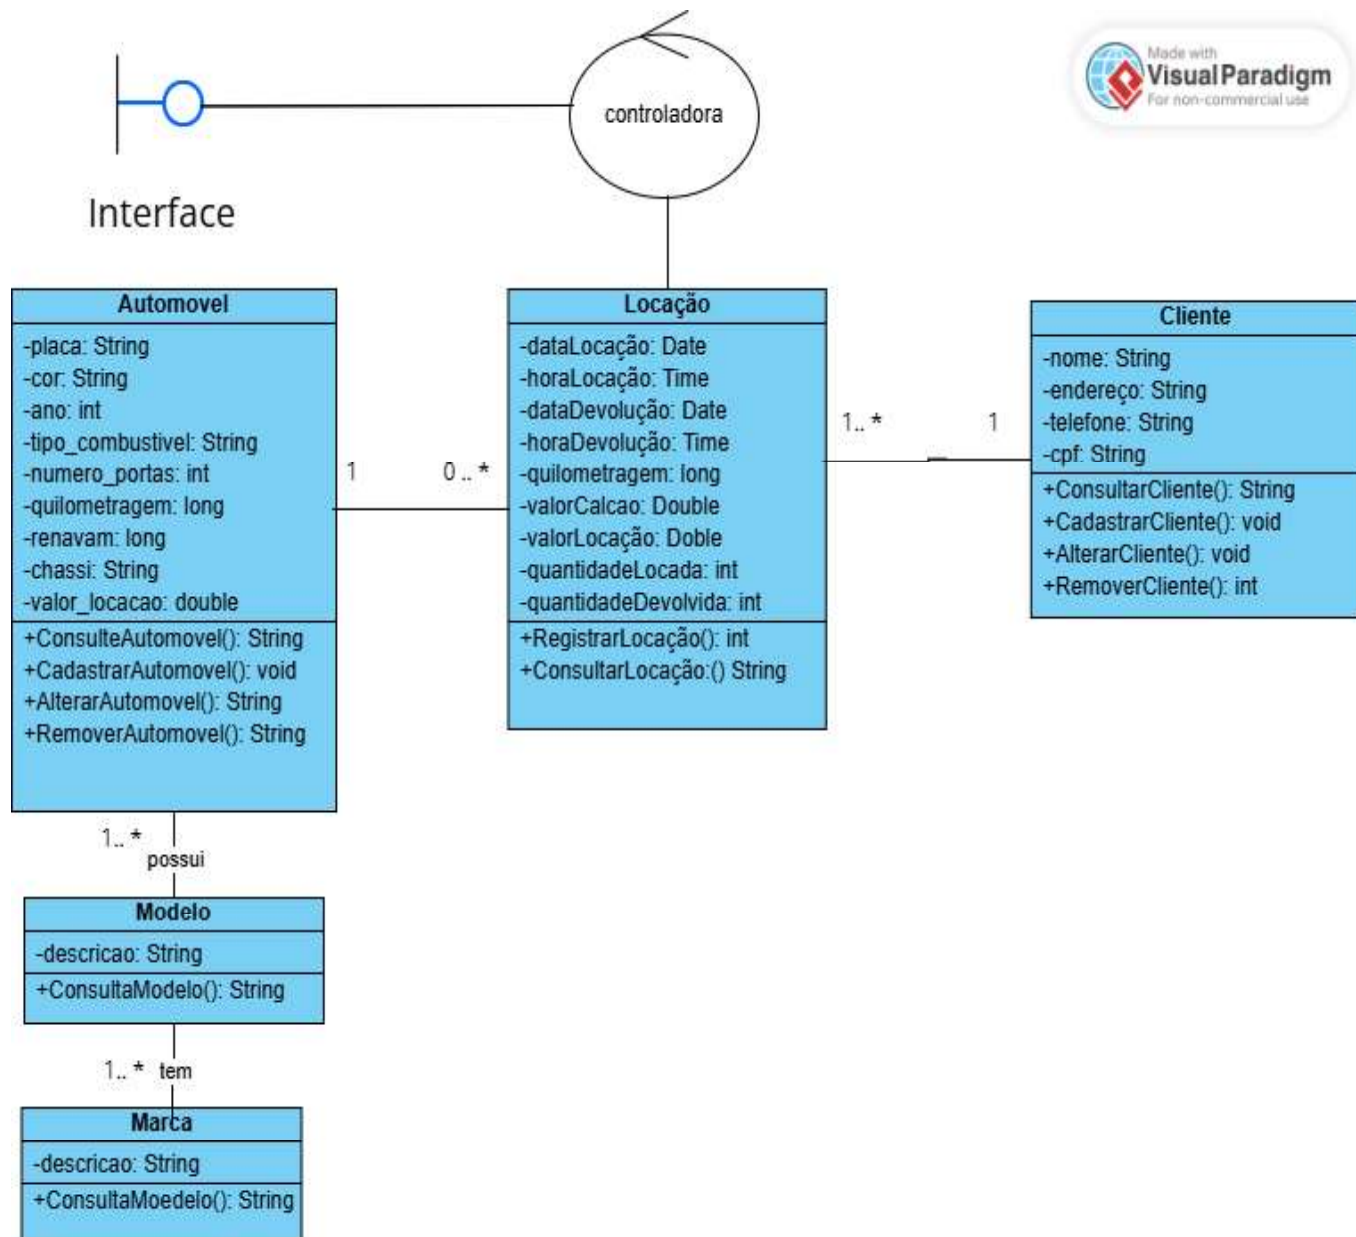 Made with
Visual Paradigm
For non-commercial use
controladora
Interface
Automovel
-placa: String
-cor: String
-ano: int
-tipo_combustivel: String
-numero_portas: int
-quilometragem: long
-renavam: long
-chassi: String
-valor_locacao: double
+ConsulteAutomovel(): String
+CadastrarAutomovel(): void
+AlterarAutomovel(): String
+RemoverAutomovel(): String
1
0 .. *
Locação
-dataLocação: Date
-horaLocação: Time
-dataDevolução: Date
-horaDevolução: Time
-quilometragem: long
-valorCalcao: Double
-valorLocação: Doble
-quantidadeLocada: int
-quantidadeDevolvida: int
+RegistrarLocação(): int
+ConsultarLocação:() String
1.. *
1
Cliente
-nome: String
-endereço: String
-telefone: String
-cpf: String
+ConsultarCliente(): String
+CadastrarCliente(): void
+AlterarCliente(): void
+RemoverCliente(): int
1.. *
possui
Modelo
-descricao: String
+ConsultaModelo(): String
1.. * tem
Marca
-descricao: String
+ConsultaMoedelo(): String